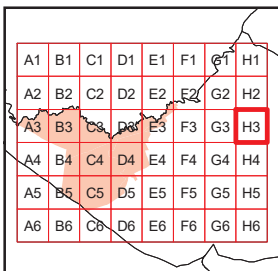 A1 B1 C1 D1 E1 F1 G1 H1
A2 B2 C2 D2 E2 F2 G2 H2
A3 B3 C3 D3 E3 F3 G3 H3
A4 B4 C4 D4 E4 F4 G4 H4
A5 B5 C5 D5 E5 F5 G5 H5
A6 B6 C6 D6 E6 F6 G6 H6